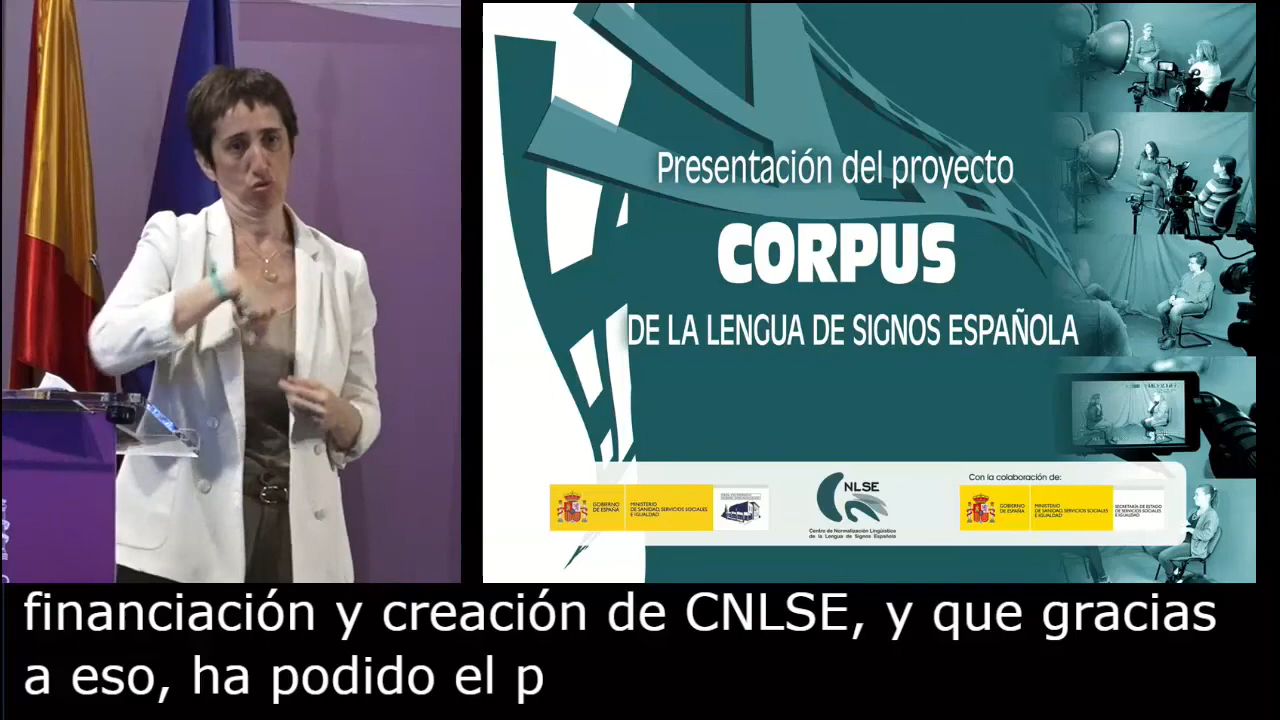 Presentación del proyecto
CORPUS
DE LA LENGUA DE SIGNOS ESPAÑOLA
Con la colaboración de:
GOBIERNO
DE ESPAÑA
MINISTERIO
DE SANIDAD, SERVICIOS SOCIALES
E IGUALDAD
CNLSE
Centro de Normalización Lingüística
de la Lengua de Signos Española
GOBIERNO
DE ESPAÑA
MINISTERIO
DE SANIDAD, SERVICIOS SOCIALES
E IGUALDAD
SECRETARÍA DE ESTADO
DE SERVICIOS SOCIALES
E IGUALDAD
financiación y creación de CNLSE, y que gracias
a eso, ha podido el p